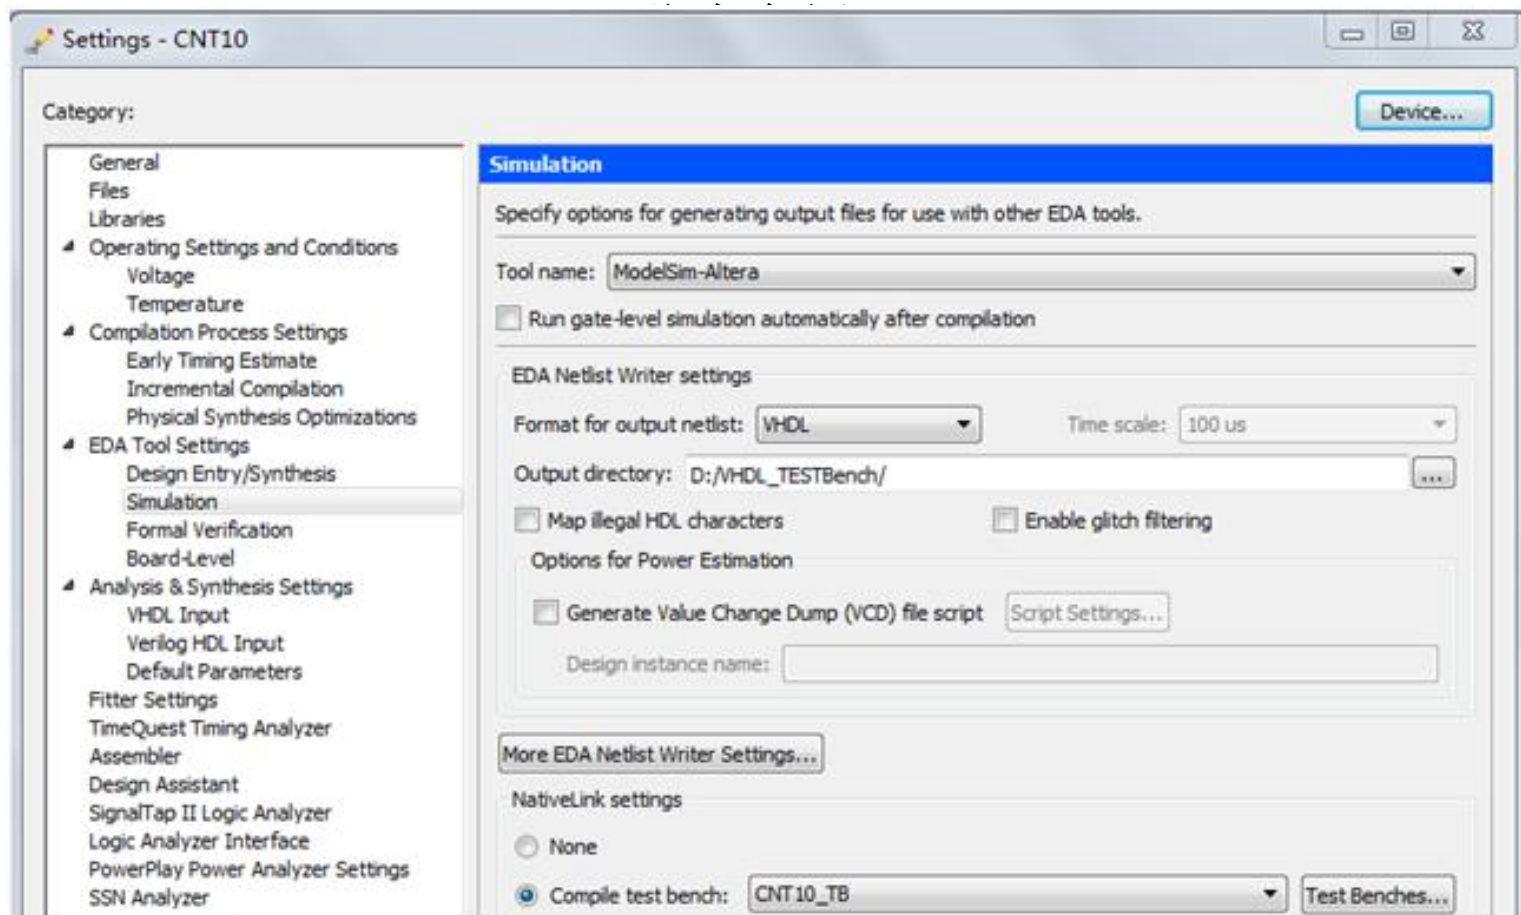 Settings - CNT10
Category:
Device...
General
Files
Libraries
Operating Settings and Conditions
Voltage
Temperature
Compilation Process Settings
Early Timing Estimate
Incremental Compilation
Physical Synthesis Optimizations
EDA Tool Settings
Design Entry/Synthesis
Simulation
Formal Verification
Board-Level
Analysis & Synthesis Settings
VHDL Input
Verilog HDL Input
Default Parameters
Fitter Settings
TimeQuest Timing Analyzer
Assembler
Design Assistant
SignalTap II Logic Analyzer
Logic Analyzer Interface
PowerPlay Power Analyzer Settings
SSN Analyzer
Simulation
Specify options for generating output files for use with other EDA tools.
Tool name: ModelSim-Altera
Run gate-level simulation automatically after compilation
EDA Netlist Writer settings
Format for output netlist: VHDL Time scale: 100 us
Output directory: D:/VHDL_TESTBench/ ...
Map illegal HDL characters Enable glitch filtering
Options for Power Estimation
Generate Value Change Dump (VCD) file script Script Settings...
Design instance name:
More EDA Netlist Writer Settings...
NativeLink settings
None
Compile test bench: CNT10_TB Test Benches...